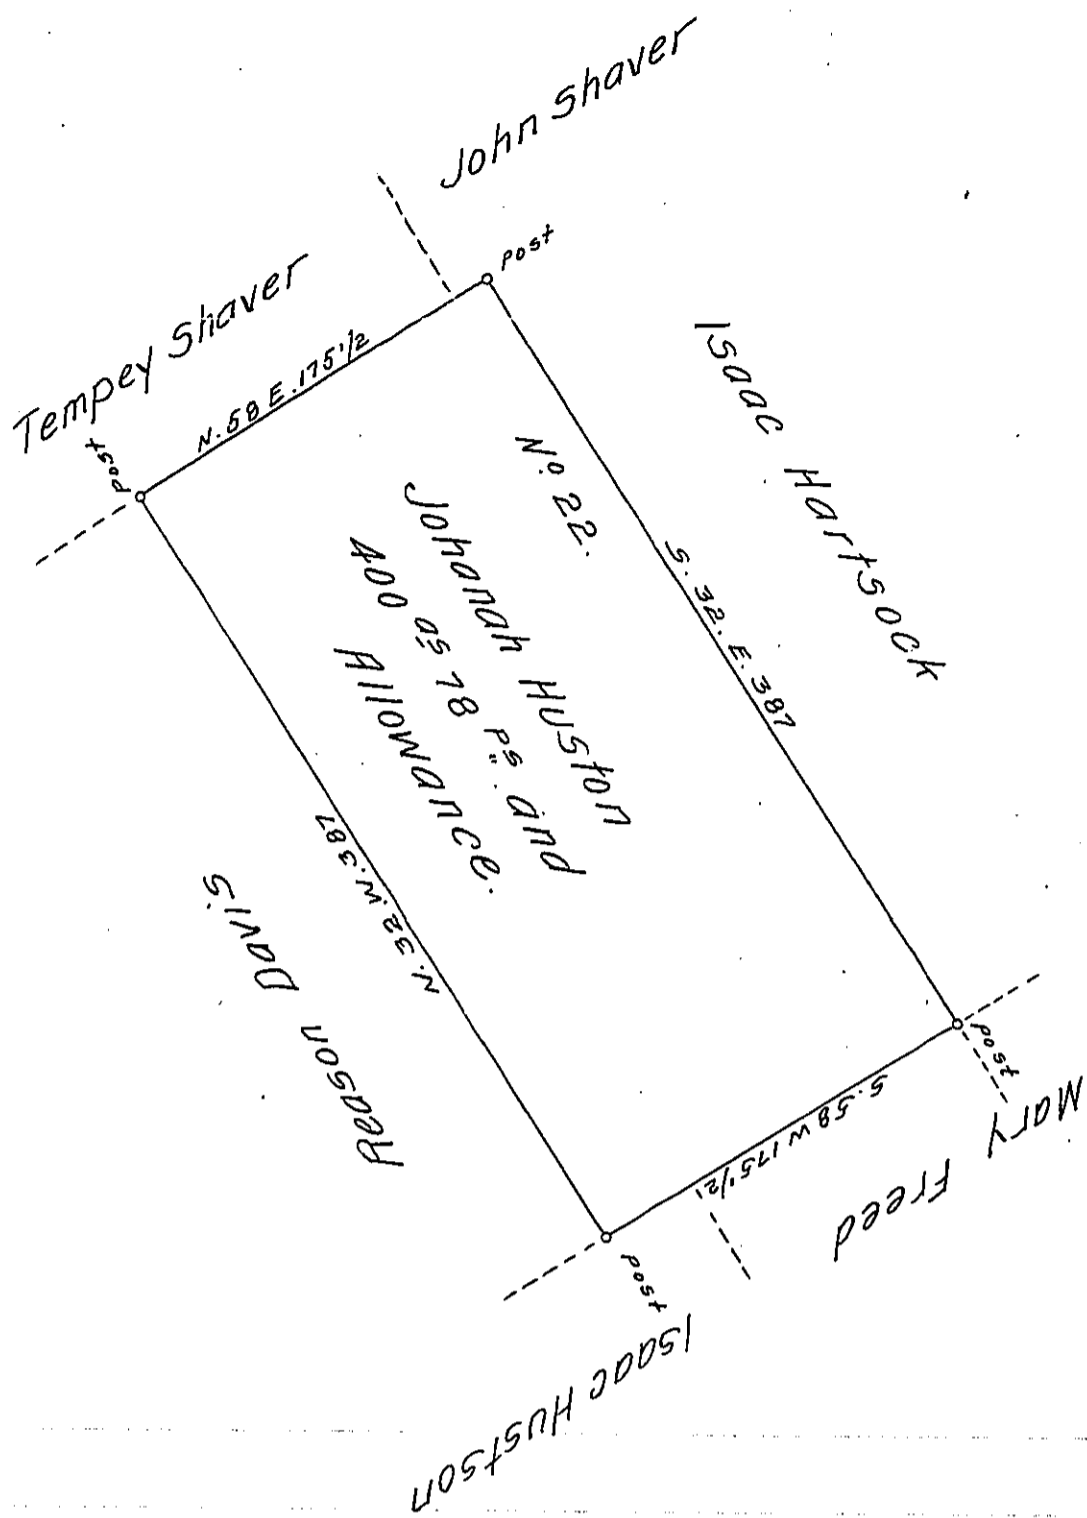 John Shaver
Tempey Shaver
post
N. 58 E. 175 1/2
post
Isaac Hartsock
S. 32. E. 387
No 22.
Johanah Huston
400 as 78 ps. and
Allowance.
N. 32. W. 387
Reason Davis
post
Mary Freed
S. 58 W 175 1/2
post
Isaac Hustson